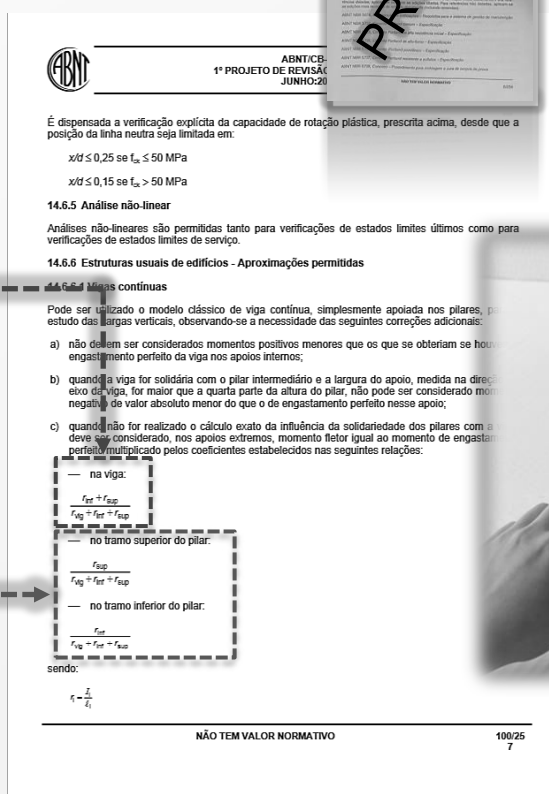 ABNT
ABNT/CB-
1º PROJETO DE REVISÃO
JUNHO:20
PR
NÃO TEM VALOR NORMATIVO
É dispensada a verificação explícita da capacidade de rotação plástica, prescrita acima, desde que a
posição da linha neutra seja limitada em:
x/d ≤ 0,25 se fck ≤ 50 MPa
x/d ≤ 0,15 se fck > 50 MPa
14.6.5 Análise não-linear
Análises não-lineares são permitidas tanto para verificações de estados limites últimos como para
verificações de estados limites de serviço.
14.6.6 Estruturas usuais de edifícios - Aproximações permitidas
14.6.6.1 Vigas contínuas
Pode ser utilizado o modelo clássico de viga contínua, simplesmente apoiada nos pilares,
estudo das cargas verticais, observando-se a necessidade das seguintes correções adicionais:
a) não devem ser considerados momentos positivos menores que os que se obteriam se hou
engastamento perfeito da viga nos apoios internos;
b) quando a viga for solidária com o pilar intermediário e a largura do apoio, medida na direç
eixo da viga, for maior que a quarta parte da altura do pilar, não pode ser considerado mom
negativo de valor absoluto menor do que o de engastamento perfeito nesse apoio;
c) quando não for realizado o cálculo exato da influência da solidariedade dos pilares com a
deve ser considerado, nos apoios extremos, momento fletor igual ao momento de engastam
perfeito multiplicado pelos coeficientes estabelecidos nas seguintes relações:
— na viga:
rinf + rsup
rvig + rinf + rsup
— no tramo superior do pilar:
rsup
rvig + rinf + rsup
— no tramo inferior do pilar:
rinf
rvig + rinf + rsup
sendo:
ri = Ii
ℓi
NÃO TEM VALOR NORMATIVO 100/25
7